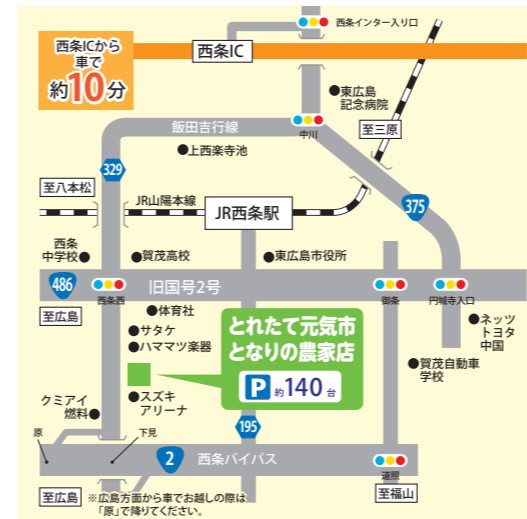 西条インター入り口
西条ICから
車で
約10分
西条IC
●東広島
記念病院
飯田吉行線
中川
至三原
●上西楽寺池
329
至八本松
JR山陽本線
JR西条駅
375
西条
中学校●
●賀茂高校
●東広島市役所
486
旧国号2号
西条西
御条
円城寺入口
至広島
●体育社
●サタケ
●ハママツ楽器
とれたて元気市
となりの農家店
P 約140台
●ネッツ
トヨタ
中国
●賀茂自動車
学校
クミアイ
燃料●
●スズキ
アリーナ
195
原
下見
2
西条バイパス
道照
至広島
※広島方面から車でお越しの際は
「原」で降りてください。
至福山